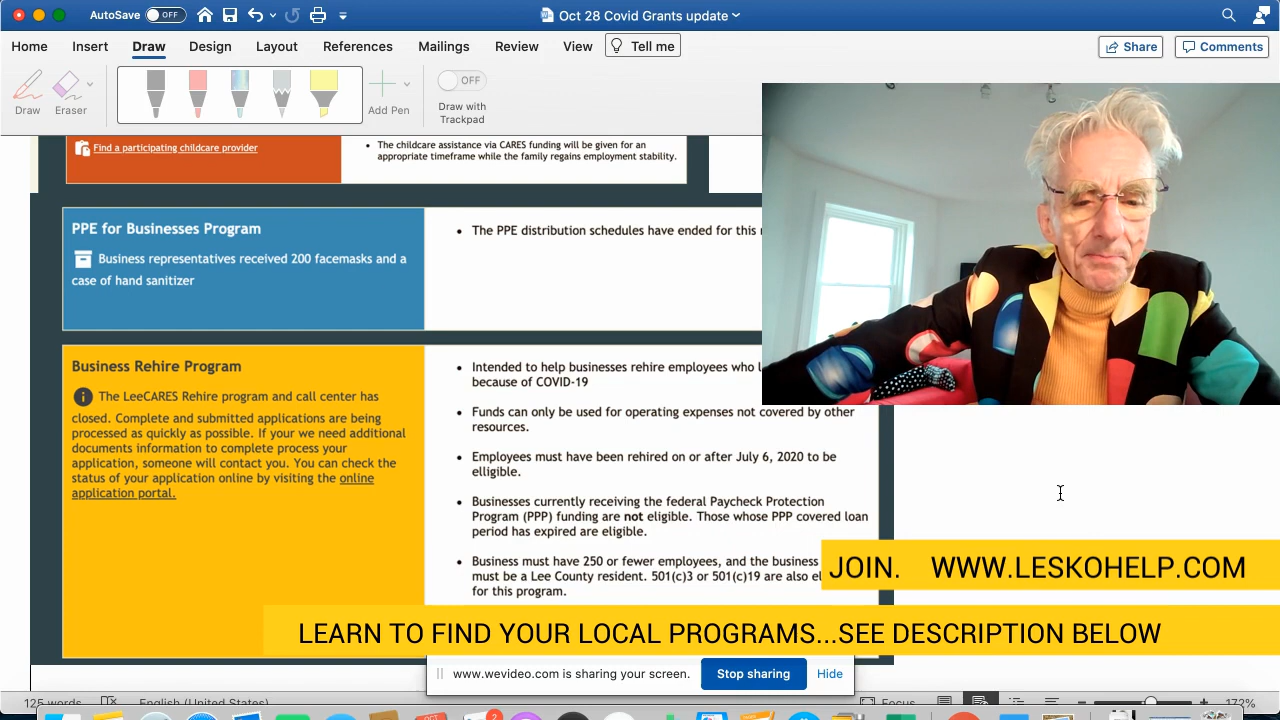 AutoSave OFF
Oct 28 Covid Grants update
Home Insert Draw Design Layout References Mailings Review View Tell me
Share Comments
Draw Eraser
Add Pen
OFF
Draw with
Trackpad
Find a participating childcare provider
• The childcare assistance via CARES funding will be given for an
appropriate timeframe while the family regains employment stability.
PPE for Businesses Program
Business representatives received 200 facemasks and a
case of hand sanitizer
• The PPE distribution schedules have ended for this
Business Rehire Program
The LeeCARES Rehire program and call center has
closed. Complete and submitted applications are being
processed as quickly as possible. If your we need additional
documents information to complete process your
application, someone will contact you. You can check the
status of your application online by visiting the online
application portal.
• Intended to help businesses rehire employees who
because of COVID-19
• Funds can only be used for operating expenses not covered by other
resources.
• Employees must have been rehired on or after July 6, 2020 to be
elligible.
• Businesses currently receiving the federal Paycheck Protection
Program (PPP) funding are not eligible. Those whose PPP covered loan
period has expired are eligible.
• Business must have 250 or fewer employees, and the business
must be a Lee County resident. 501(c)3 or 501(c)19 are also
for this program.
JOIN. WWW.LESKOHELP.COM
LEARN TO FIND YOUR LOCAL PROGRAMS...SEE DESCRIPTION BELOW
www.wevideo.com is sharing your screen. Stop sharing Hide
125 words English (United States) Focus 172%
OCT 2